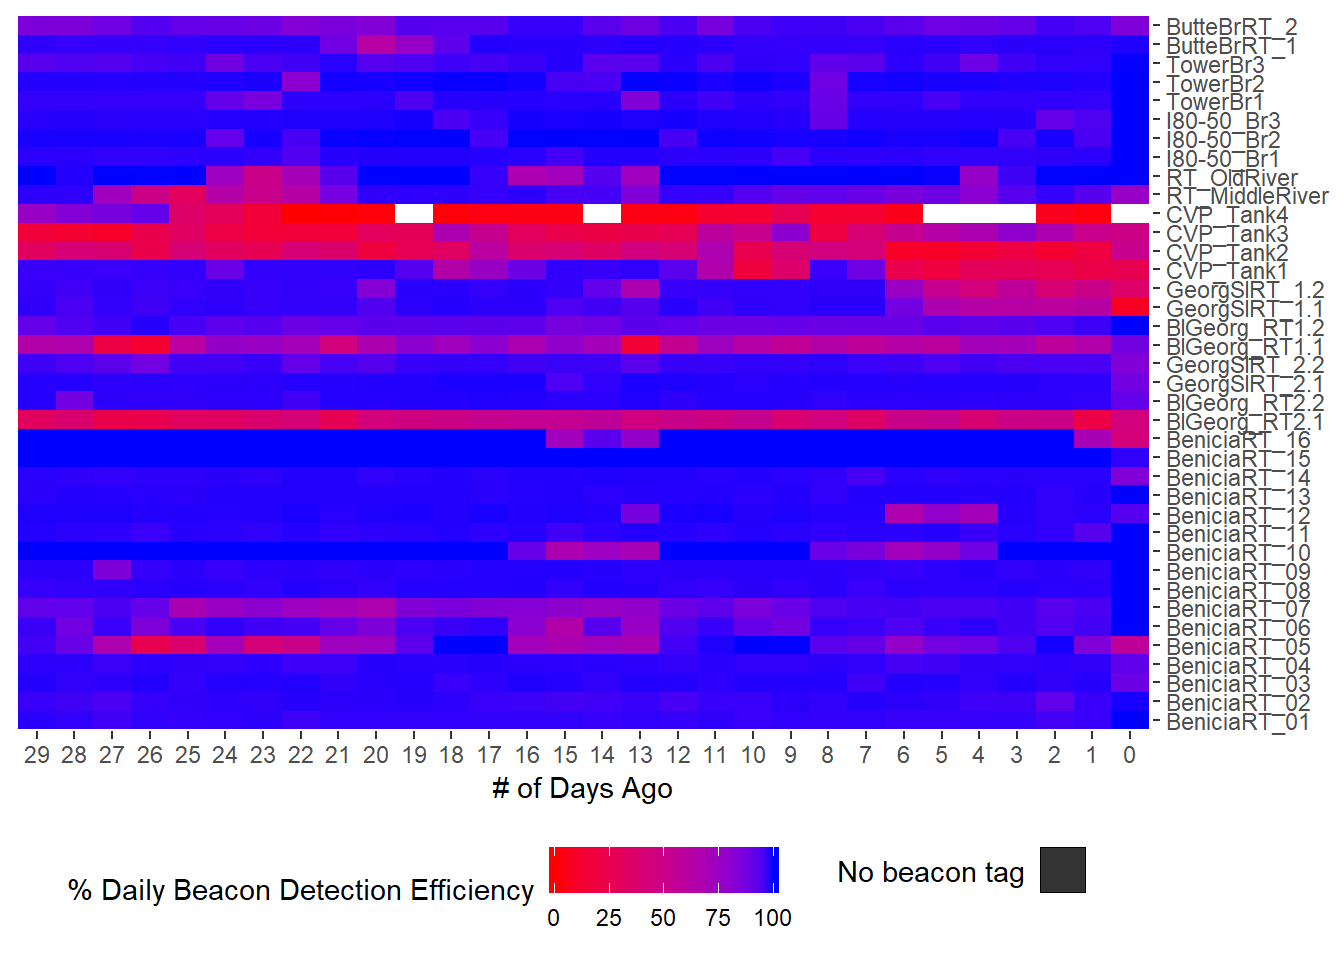 ButteBrRT_2
ButteBrRT_1
TowerBr3
TowerBr2
TowerBr1
I80-50_Br3
I80-50_Br2
I80-50_Br1
RT_OldRiver
RT_MiddleRiver
CVP_Tank4
CVP_Tank3
CVP_Tank2
CVP_Tank1
GeorgSlRT_1.2
GeorgSlRT_1.1
BlGeorg_RT1.2
BlGeorg_RT1.1
GeorgSlRT_2.2
GeorgSlRT_2.1
BlGeorg_RT2.2
BlGeorg_RT2.1
BeniciaRT_16
BeniciaRT_15
BeniciaRT_14
BeniciaRT_13
BeniciaRT_12
BeniciaRT_11
BeniciaRT_10
BeniciaRT_09
BeniciaRT_08
BeniciaRT_07
BeniciaRT_06
BeniciaRT_05
BeniciaRT_04
BeniciaRT_03
BeniciaRT_02
BeniciaRT_01
29 28 27 26 25 24 23 22 21 20 19 18 17 16 15 14 13 12 11 10 9 8 7 6 5 4 3 2 1 0
# of Days Ago
% Daily Beacon Detection Efficiency
0 25 50 75 100
No beacon tag